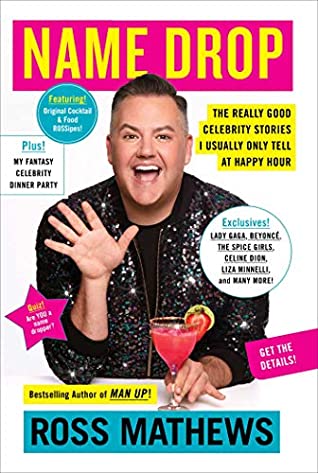 NAME DROP
Featuring!
Original Cocktail
& Food
ROSSipes!
THE REALLY GOOD
CELEBRITY STORIES
I USUALLY ONLY TELL
AT HAPPY HOUR
Plus!
MY FANTASY
CELEBRITY
DINNER PARTY
Exclusives!
LADY GAGA, BEYONCÉ,
THE SPICE GIRLS,
CELINE DION,
LIZA MINNELLI,
and MANY MORE!
Quiz!
Are YOU a
name
dropper?
GET THE
DETAILS!
Bestselling Author of MAN UP!
ROSS MATHEWS